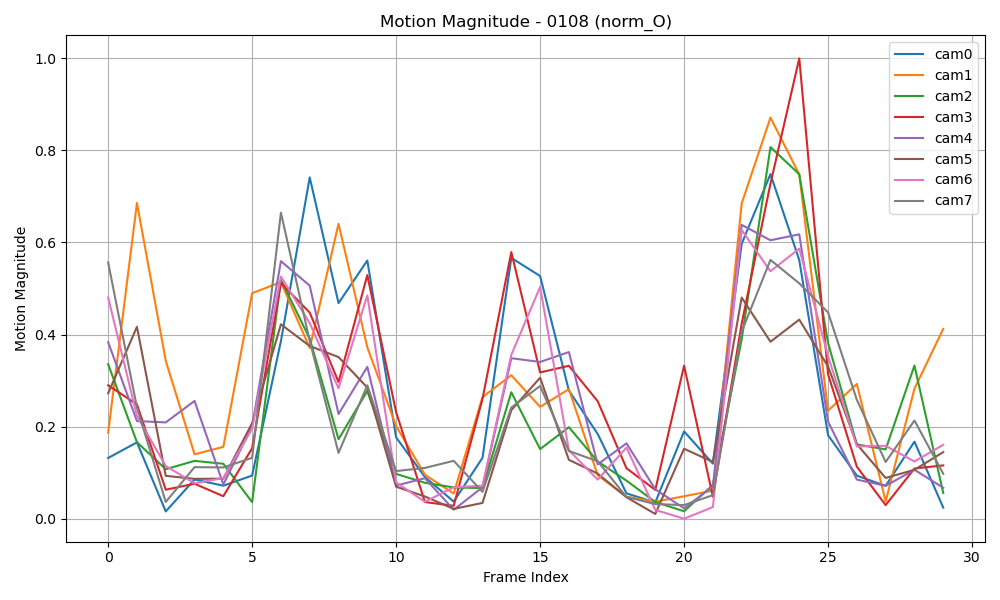 Motion Magnitude - 0108 (norm_O)
cam0
cam1
cam2
cam3
cam4
cam5
cam6
cam7
Motion Magnitude
1.0
0.8
0.6
0.4
0.2
0.0
0 5 10 15 20 25 30
Frame Index